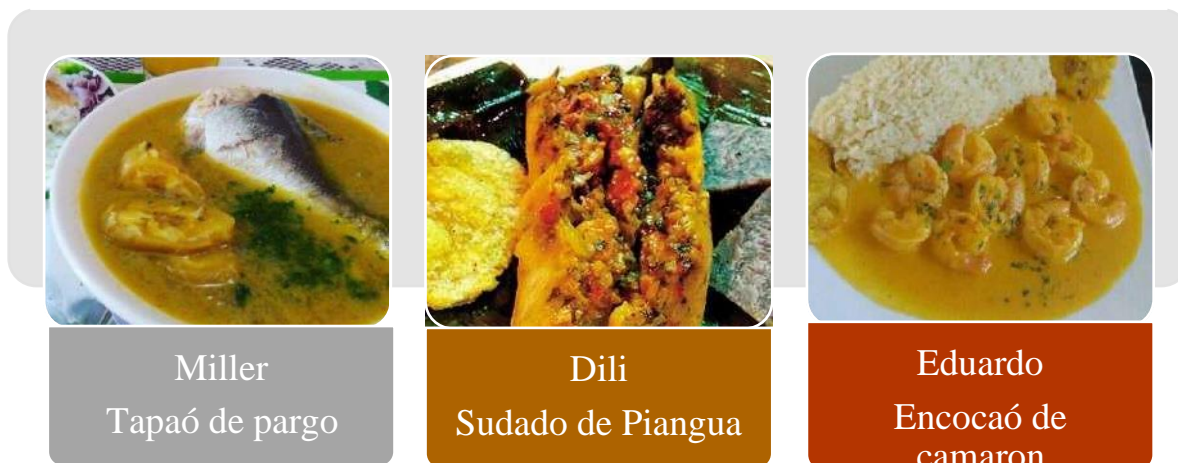 Miller
Tapaó de pargo
Dili
Sudado de Piangua
Eduardo
Encocaó de
camaron